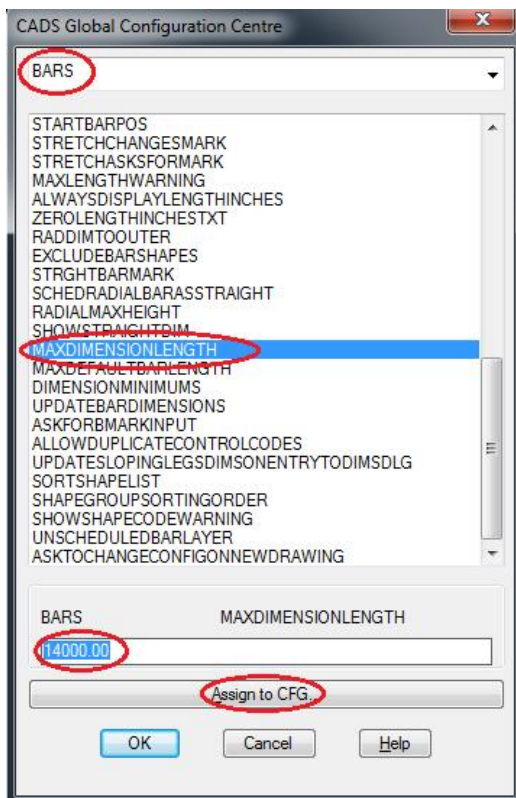 CADS Global Configuration Centre
BARS
STARTBARPOS
STRETCHCHANGESMARK
STRETCHASKSFORMARK
MAXLENGTHWARNING
ALWAYSDISPLAYLENGTHINCHES
ZEROLENGTHINCHESTXT
RADDIMTOOUTER
EXCLUDEBARSHAPES
STRGHTBARMARK
SCHEDRADIALBARASSTRAIGHT
RADIALMAXHEIGHT
SHOWSTRAIGHTDIM
MAXDIMENSIONLENGTH
MAXDEFAULTBARLENGTH
DIMENSIONMINIMUMS
UPDATEBARDIMENSIONS
ASKFORBMARKINPUT
ALLOWDUPLICATECONTROLCODES
UPDATESLOPINGLEGSDIMSONENTRYTODIMSDLG
SORTSHAPELIST
SHAPEGROUPSORTINGORDER
SHOWSHAPECODEWARNING
UNSCHEDULEDBARLAYER
ASKTOCHANGECONFIGONNEWDRAWING
BARS MAXDIMENSIONLENGTH
14000.00
Assign to CFG...
OK Cancel Help